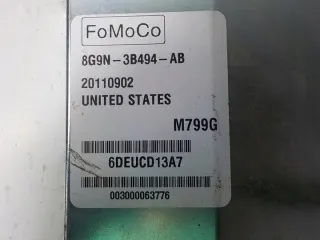 FoMoCo
8G9N-3B494-AB
20110902
UNITED STATES
M799G
6DEUCD13A7
003000063776